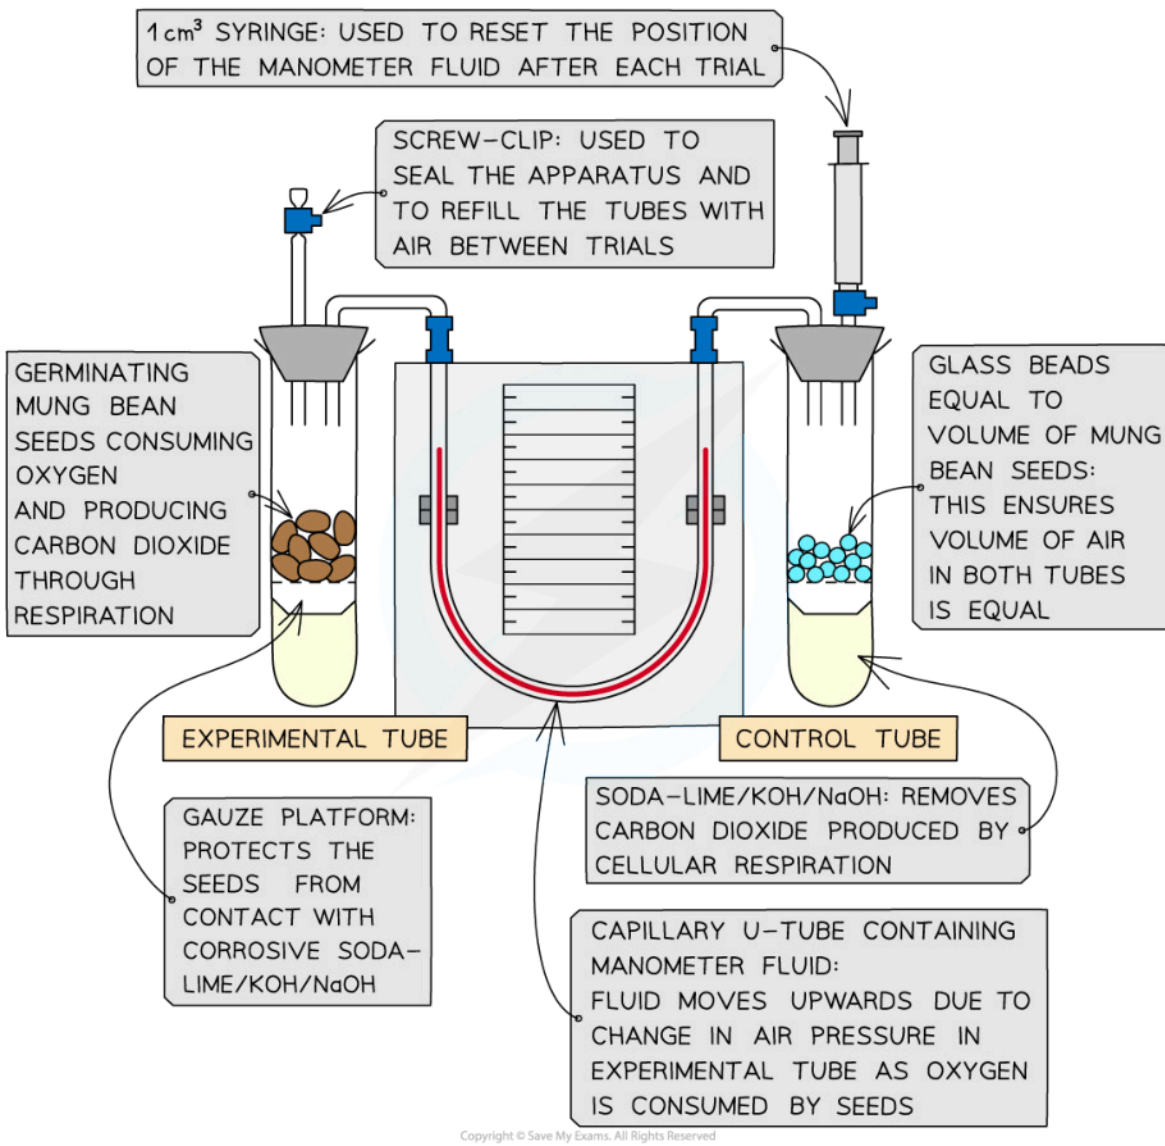 1cm³ SYRINGE: USED TO RESET THE POSITION
OF THE MANOMETER FLUID AFTER EACH TRIAL
SCREW-CLIP: USED TO
SEAL THE APPARATUS AND
TO REFILL THE TUBES WITH
AIR BETWEEN TRIALS
GERMINATING
MUNG BEAN
SEEDS CONSUMING
OXYGEN
AND PRODUCING
CARBON DIOXIDE
THROUGH
RESPIRATION
GLASS BEADS
EQUAL TO
VOLUME OF MUNG
BEAN SEEDS:
THIS ENSURES
VOLUME OF AIR
IN BOTH TUBES
IS EQUAL
EXPERIMENTAL TUBE
CONTROL TUBE
GAUZE PLATFORM:
PROTECTS THE
SEEDS FROM
CONTACT WITH
CORROSIVE SODA-
LIME/KOH/NaOH
SODA-LIME/KOH/NaOH: REMOVES
CARBON DIOXIDE PRODUCED BY
CELLULAR RESPIRATION
CAPILLARY U-TUBE CONTAINING
MANOMETER FLUID:
FLUID MOVES UPWARDS DUE TO
CHANGE IN AIR PRESSURE IN
EXPERIMENTAL TUBE AS OXYGEN
IS CONSUMED BY SEEDS
Copyright © Save My Exams. All Rights Reserved